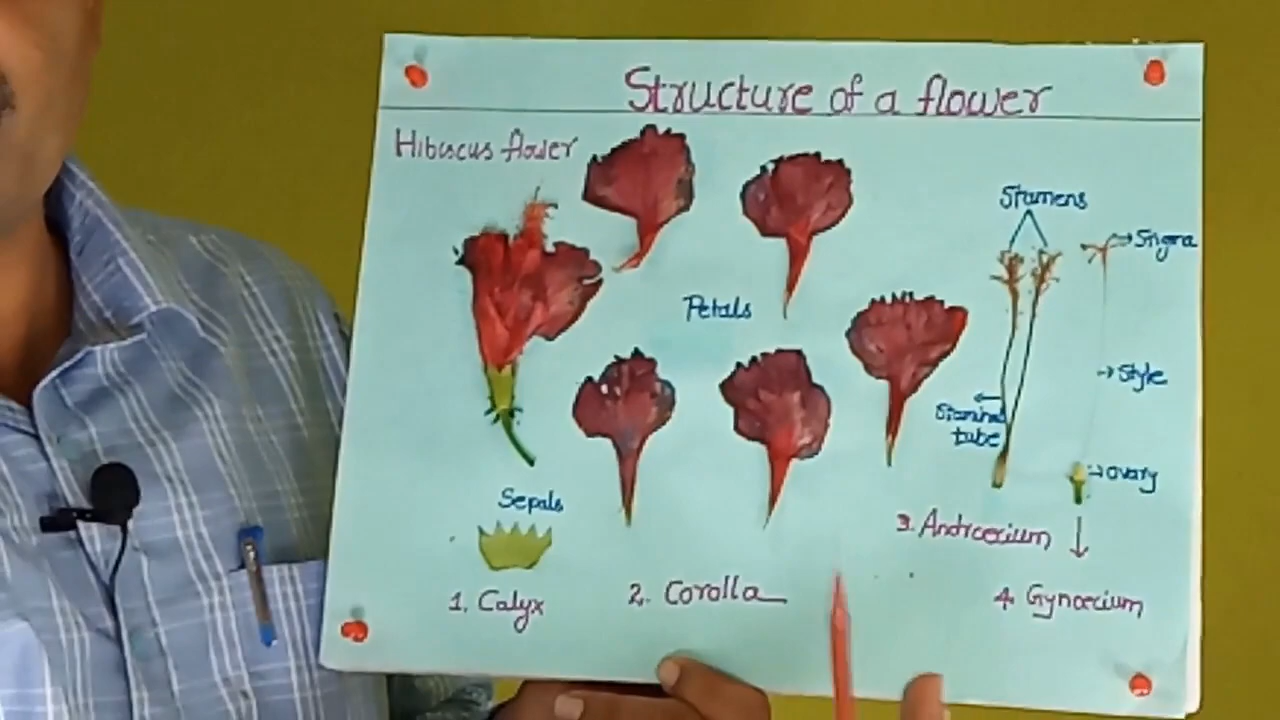 Structure of a flower
Hibiscus flower
Petals
Stamens
Stigma
Style
Staminal
tube
ovary
Sepals
3. Androecium
1. Calyx
2. Corolla
4. Gynoecium